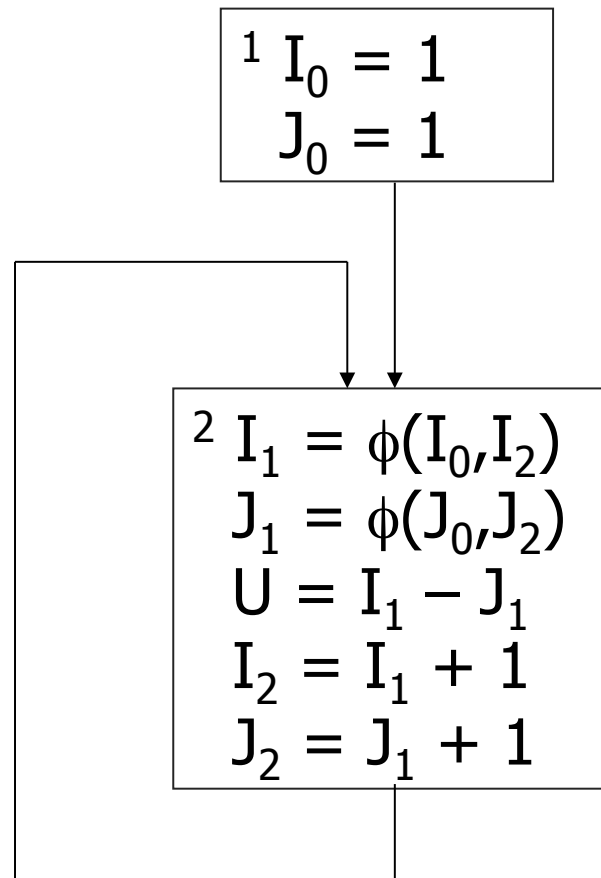 1 I₀ = 1
J₀ = 1
2 I₁ = ϕ(I₀,I₂)
J₁ = ϕ(J₀,J₂)
U = I₁ – J₁
I₂ = I₁ + 1
J₂ = J₁ + 1